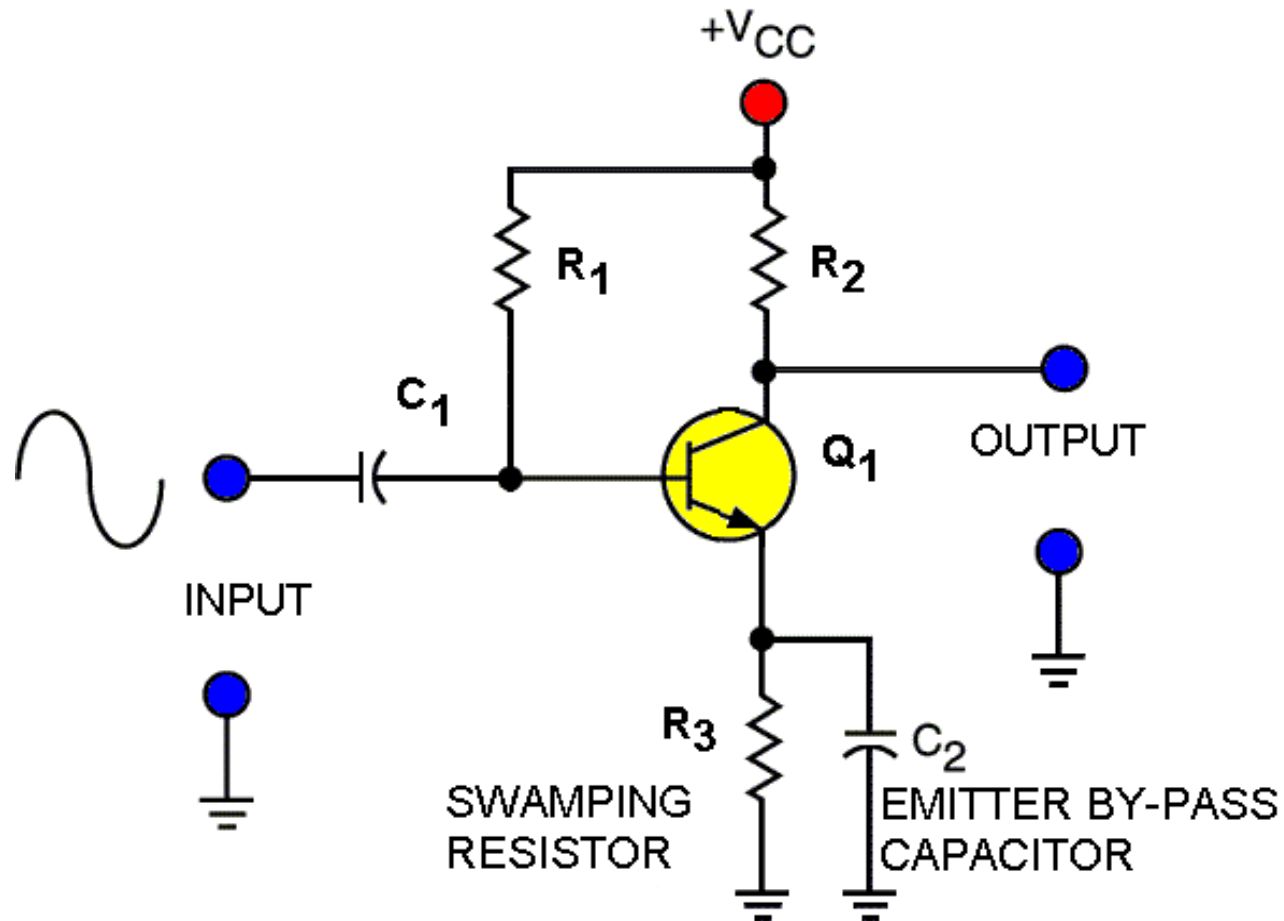 +VCC
R1
R2
C1
Q1
OUTPUT
INPUT
R3
C2
SWAMPING
RESISTOR
EMITTER BY-PASS
CAPACITOR